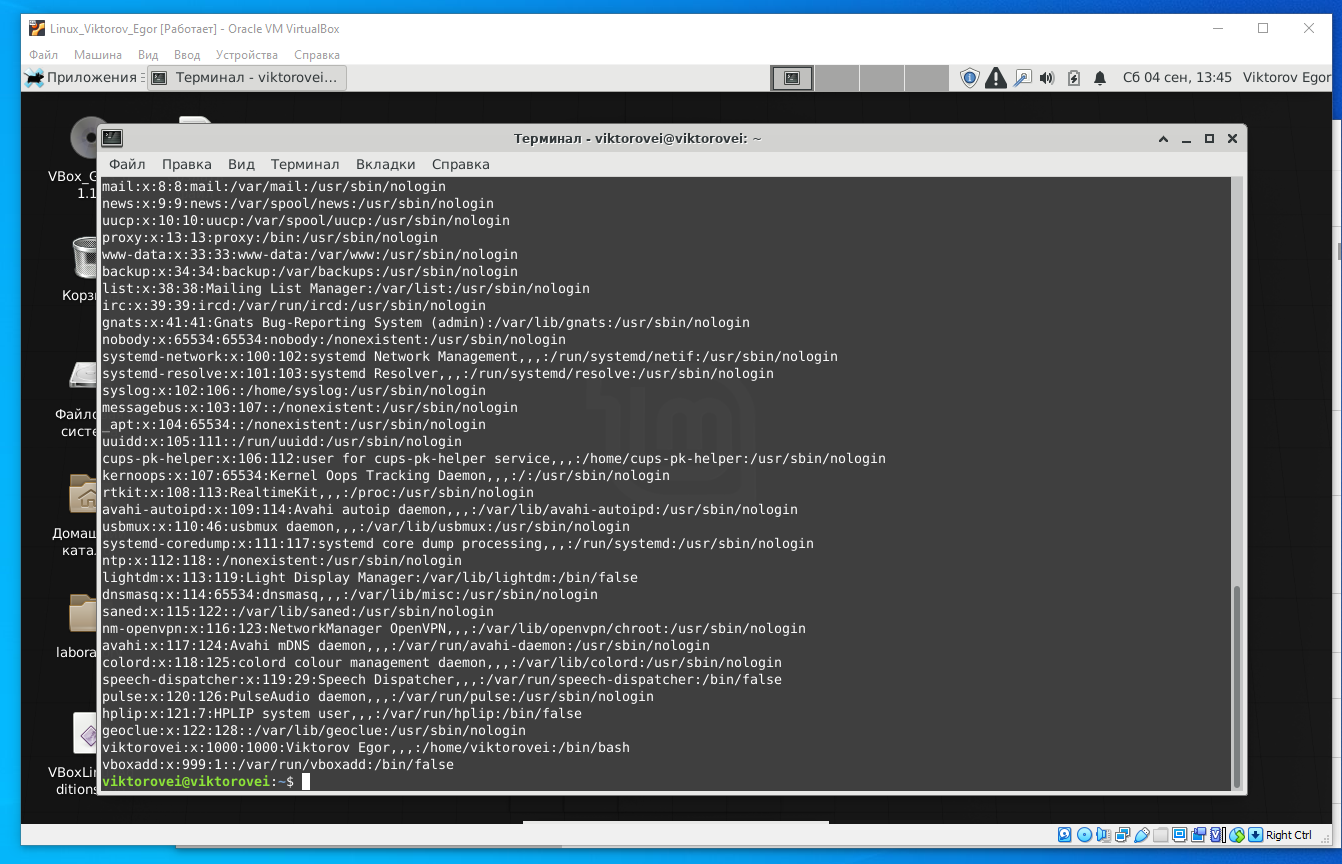 Linux_Viktorov_Egor [Работает] - Oracle VM VirtualBox
Файл Машина Вид Ввод Устройства Справка
Приложения Терминал - viktorovei... Сб 04 сен, 13:45 Viktorov Egor
Терминал - viktorovei@viktorovei: ~
Файл Правка Вид Терминал Вкладки Справка
mail:x:8:8:mail:/var/mail:/usr/sbin/nologin
news:x:9:9:news:/var/spool/news:/usr/sbin/nologin
uucp:x:10:10:uucp:/var/spool/uucp:/usr/sbin/nologin
proxy:x:13:13:proxy:/bin:/usr/sbin/nologin
www-data:x:33:33:www-data:/var/www:/usr/sbin/nologin
backup:x:34:34:backup:/var/backups:/usr/sbin/nologin
list:x:38:38:Mailing List Manager:/var/list:/usr/sbin/nologin
irc:x:39:39:ircd:/var/run/ircd:/usr/sbin/nologin
gnats:x:41:41:Gnats Bug-Reporting System (admin):/var/lib/gnats:/usr/sbin/nologin
nobody:x:65534:65534:nobody:/nonexistent:/usr/sbin/nologin
systemd-network:x:100:102:systemd Network Management,,,:/run/systemd/netif:/usr/sbin/nologin
systemd-resolve:x:101:103:systemd Resolver,,,:/run/systemd/resolve:/usr/sbin/nologin
syslog:x:102:106::/home/syslog:/usr/sbin/nologin
messagebus:x:103:107::/nonexistent:/usr/sbin/nologin
_apt:x:104:65534::/nonexistent:/usr/sbin/nologin
uuidd:x:105:111::/run/uuidd:/usr/sbin/nologin
cups-pk-helper:x:106:112:user for cups-pk-helper service,,,:/home/cups-pk-helper:/usr/sbin/nologin
kernoops:x:107:65534:Kernel Oops Tracking Daemon,,,:/:/usr/sbin/nologin
rtkit:x:108:113:RealtimeKit,,,:/proc:/usr/sbin/nologin
avahi-autoipd:x:109:114:Avahi autoip daemon,,,:/var/lib/avahi-autoipd:/usr/sbin/nologin
usbmux:x:110:46:usbmux daemon,,,:/var/lib/usbmux:/usr/sbin/nologin
systemd-coredump:x:111:117:systemd core dump processing,,,:/run/systemd:/usr/sbin/nologin
ntp:x:112:118::/nonexistent:/usr/sbin/nologin
lightdm:x:113:119:Light Display Manager:/var/lib/lightdm:/bin/false
dnsmasq:x:114:65534:dnsmasq,,,:/var/lib/misc:/usr/sbin/nologin
saned:x:115:122::/var/lib/saned:/usr/sbin/nologin
nm-openvpn:x:116:123:NetworkManager OpenVPN,,,:/var/lib/openvpn/chroot:/usr/sbin/nologin
avahi:x:117:124:Avahi mDNS daemon,,,:/var/run/avahi-daemon:/usr/sbin/nologin
colord:x:118:125:colord colour management daemon,,,:/var/lib/colord:/usr/sbin/nologin
speech-dispatcher:x:119:29:Speech Dispatcher,,,:/var/run/speech-dispatcher:/bin/false
pulse:x:120:126:PulseAudio daemon,,,:/var/run/pulse:/usr/sbin/nologin
hplip:x:121:7:HPLIP system user,,,:/var/run/hplip:/bin/false
geoclue:x:122:128::/var/lib/geoclue:/usr/sbin/nologin
viktorovei:x:1000:1000:Viktorov Egor,,,:/home/viktorovei:/bin/bash
vboxadd:x:999:1::/var/run/vboxadd:/bin/false
viktorovei@viktorovei:~$
VBox_G
1.1
Корз
Файло
систе
Домаш
ката
labora
VBoxLin
ditions
Right Ctrl